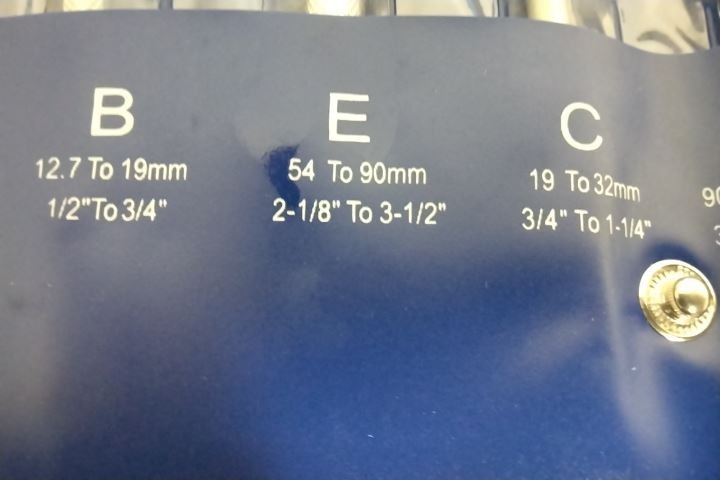 B
12.7 To 19mm
1/2"To 3/4"
E
54 To 90mm
2-1/8" To 3-1/2"
C
19 To 32mm
3/4" To 1-1/4"